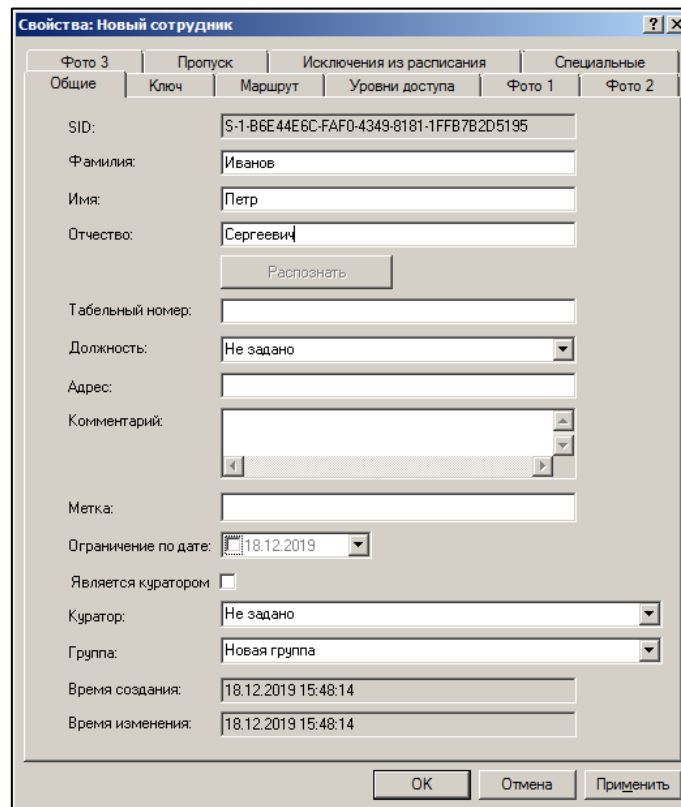 Свойства: Новый сотрудник
Фото 3 Пропуск Исключения из расписания Специальные
Общие Ключ Маршрут Уровни доступа Фото 1 Фото 2
SID: S-1-B6E44E6C-FAF0-4349-8181-1FFB7B2D5195
Фамилия: Иванов
Имя: Петр
Отчество: Сергеевич
Распознать
Табельный номер:
Должность: Не задано
Адрес:
Комментарий:
Метка:
Ограничение по дате: 18.12.2019
Является куратором
Куратор: Не задано
Группа: Новая группа
Время создания: 18.12.2019 15:48:14
Время изменения: 18.12.2019 15:48:14
OK Отмена Применить